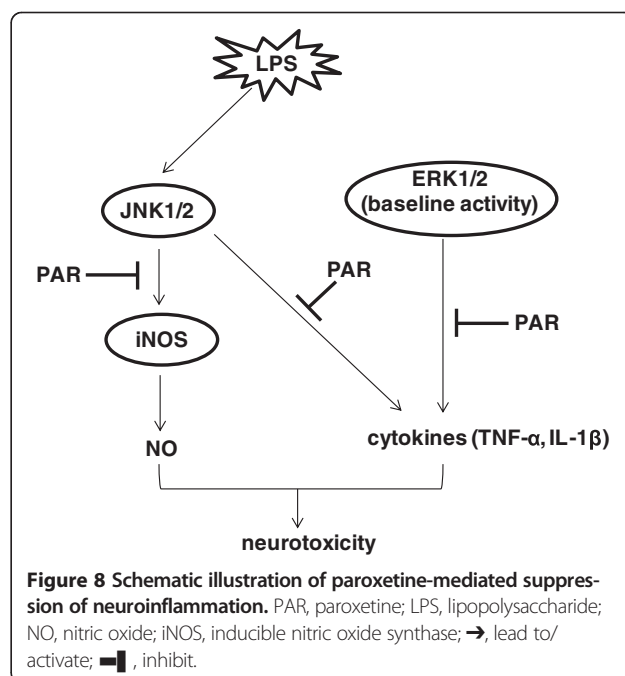 LPS
JNK1/2
ERK1/2
(baseline activity)
PAR
PAR
PAR
iNOS
NO
cytokines (TNF-α, IL-1β)
neurotoxicity
Figure 8 Schematic illustration of paroxetine-mediated suppres-
sion of neuroinflammation. PAR, paroxetine; LPS, lipopolysaccharide;
NO, nitric oxide; iNOS, inducible nitric oxide synthase; ➔, lead to/
activate; ▬▌, inhibit.